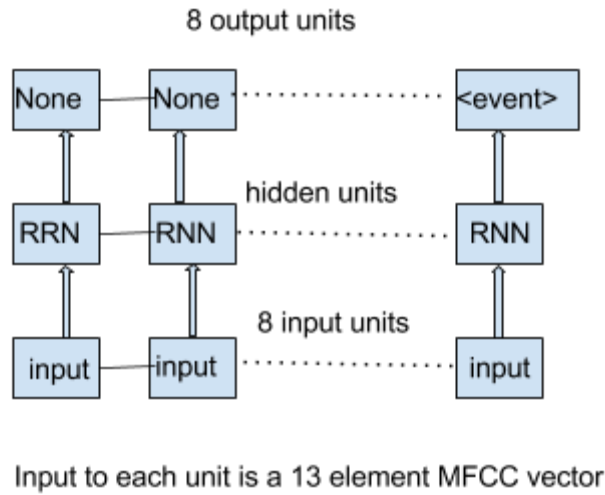 8 output units
None None <event>
hidden units
RRN RNN RNN
8 input units
input input input
Input to each unit is a 13 element MFCC vector